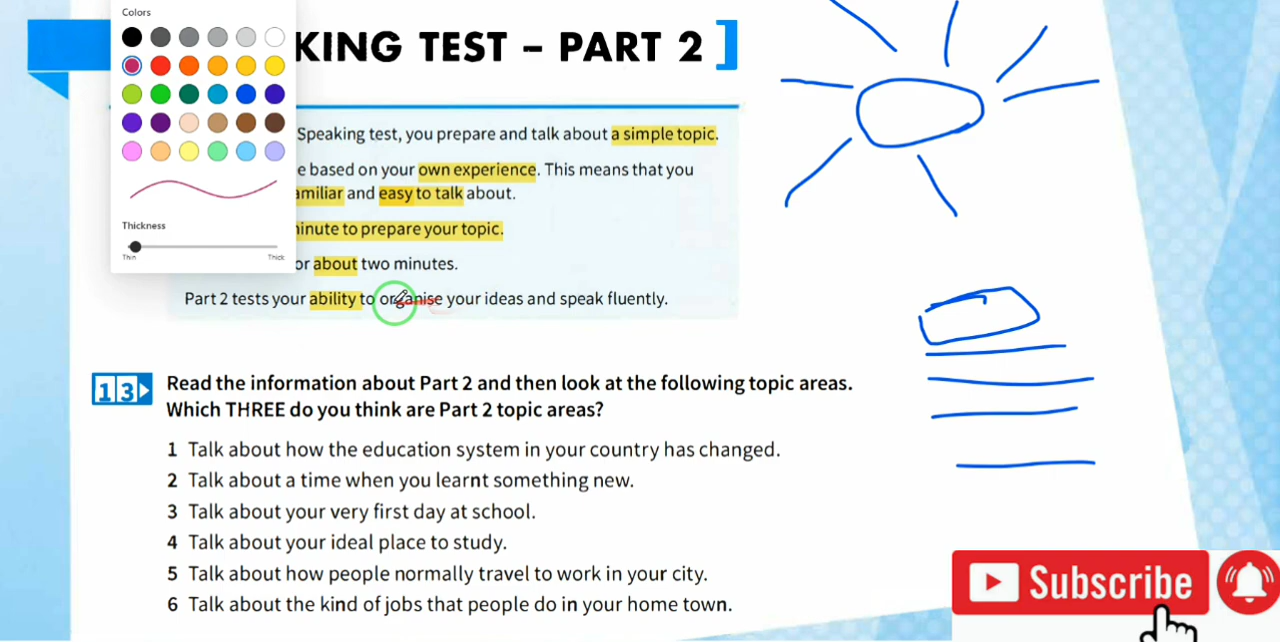 Colors
KING TEST – PART 2
Speaking test, you prepare and talk about a simple topic.
e based on your own experience. This means that you
amiliar and easy to talk about.
inute to prepare your topic.
Thickness
Thin
Thick
or about two minutes.
Part 2 tests your ability to organise your ideas and speak fluently.
13 Read the information about Part 2 and then look at the following topic areas.
Which THREE do you think are Part 2 topic areas?
1 Talk about how the education system in your country has changed.
2 Talk about a time when you learnt something new.
3 Talk about your very first day at school.
4 Talk about your ideal place to study.
5 Talk about how people normally travel to work in your city.
6 Talk about the kind of jobs that people do in your home town.
Subscribe